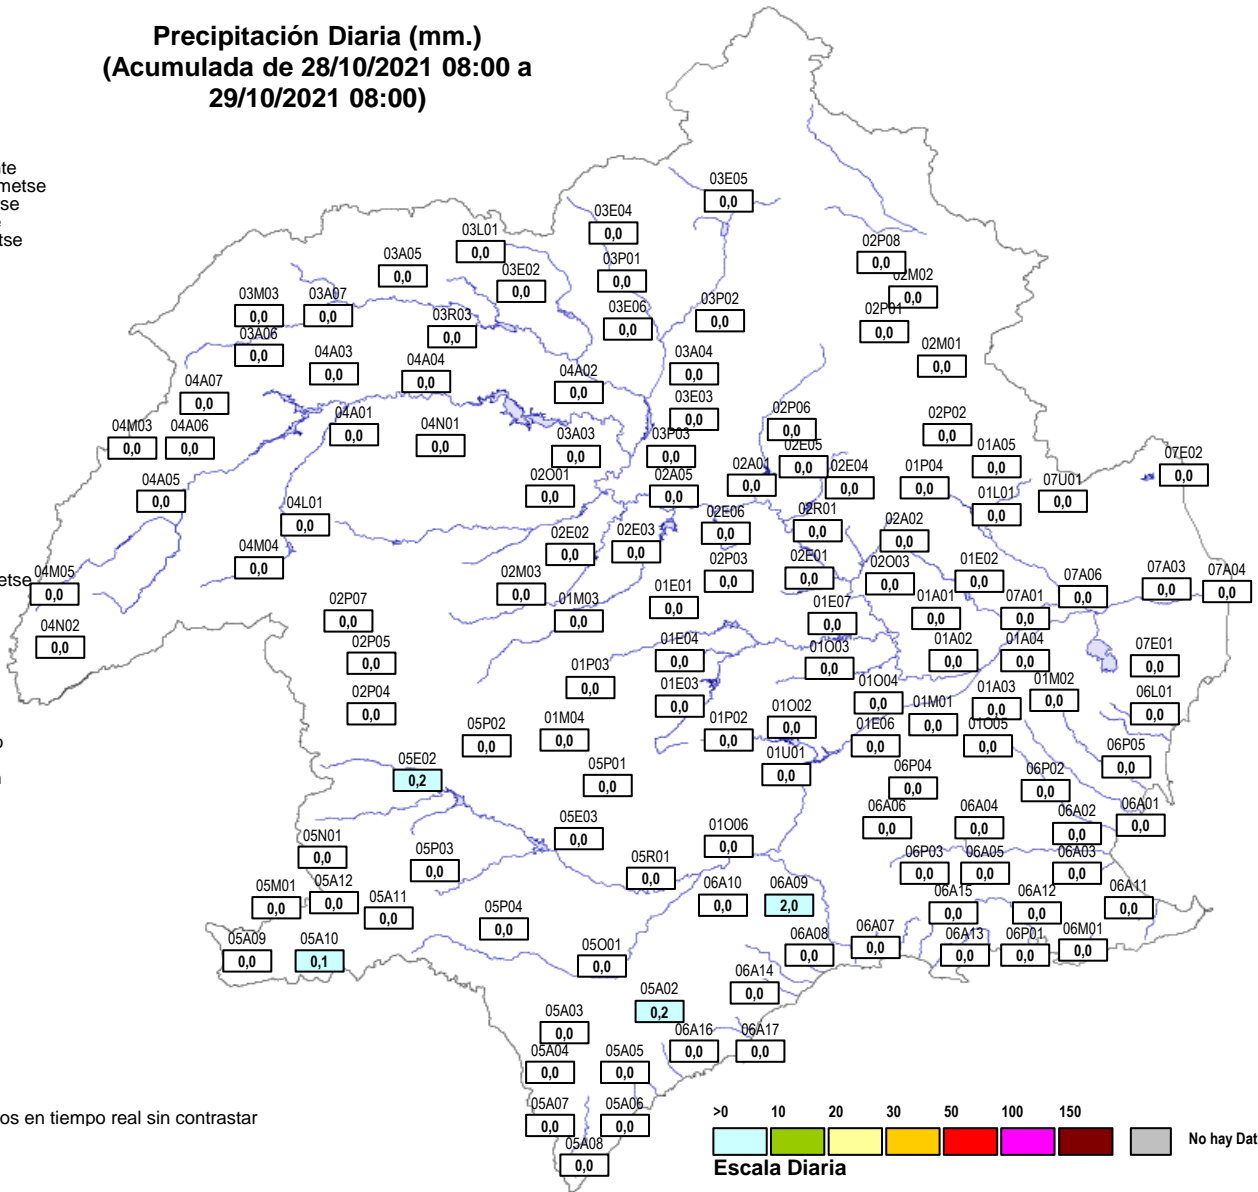 Precipitación Diaria (mm.)
(Acumulada de 28/10/2021 08:00 a
29/10/2021 08:00)
nte
metse
tse
03E05
0,0
03E04
0,0
03L01
0,0
03A05
0,0
03P01
0,0
03E02
0,0
02P08
0,0
02M02
0,0
03M03
0,0
03A07
0,0
03R03
0,0
03E06
0,0
03P02
0,0
02P01
0,0
03A06
0,0
04A03
0,0
04A04
0,0
03A04
0,0
02M01
0,0
04A07
0,0
04A02
0,0
03E03
0,0
04M03
0,0
04A06
0,0
04A01
0,0
04N01
0,0
03A03
0,0
03P03
0,0
02P06
0,0
02P02
0,0
02E05
0,0
01A05
0,0
07E02
0,0
04A05
0,0
02O01
0,0
02A05
0,0
02A01
0,0
02E04
0,0
01P04
0,0
07U01
0,0
04L01
0,0
01L01
0,0
02E06
0,0
02R01
0,0
02A02
0,0
04M04
0,0
02E02
0,0
02E03
0,0
metse
04M05
0,0
02M03
0,0
02P03
0,0
02E01
0,0
02O03
0,0
01E02
0,0
07A06
0,0
07A03
0,0
07A04
0,0
02P07
0,0
01M03
0,0
01E01
0,0
01E07
0,0
01A01
0,0
07A01
0,0
04N02
0,0
02P05
0,0
01E04
0,0
01O03
0,0
01A02
0,0
01A04
0,0
07E01
0,0
01P03
0,0
02P04
0,0
01E03
0,0
01O04
0,0
01A03
0,0
01M02
0,0
06L01
0,0
05P02
0,0
01M04
0,0
01P02
0,0
01O02
0,0
01M01
0,0
01E06
0,0
01O05
0,0
05E02
0,2
05P01
0,0
01U01
0,0
06P04
0,0
06P02
0,0
06P05
0,0
05E03
0,0
01O06
0,0
06A06
0,0
06A04
0,0
06A02
0,0
06A01
0,0
05N01
0,0
05P03
0,0
05R01
0,0
06P03
0,0
06A05
0,0
06A03
0,0
05M01
0,0
05A12
0,0
05A11
0,0
06A10
0,0
06A09
2,0
06A15
0,0
06A12
0,0
06A11
0,0
05P04
0,0
05A09
0,0
05A10
0,1
05O01
0,0
06A08
0,0
06A07
0,0
06A13
0,0
06P01
0,0
06M01
0,0
06A14
0,0
05A02
0,2
05A03
0,0
06A16
0,0
06A17
0,0
05A04
0,0
05A05
0,0
05A07
0,0
05A06
0,0
05A08
0,0
os en tiempo real sin contrastar
>0 10 20 30 50 100 150
No hay Dat
Escala Diaria